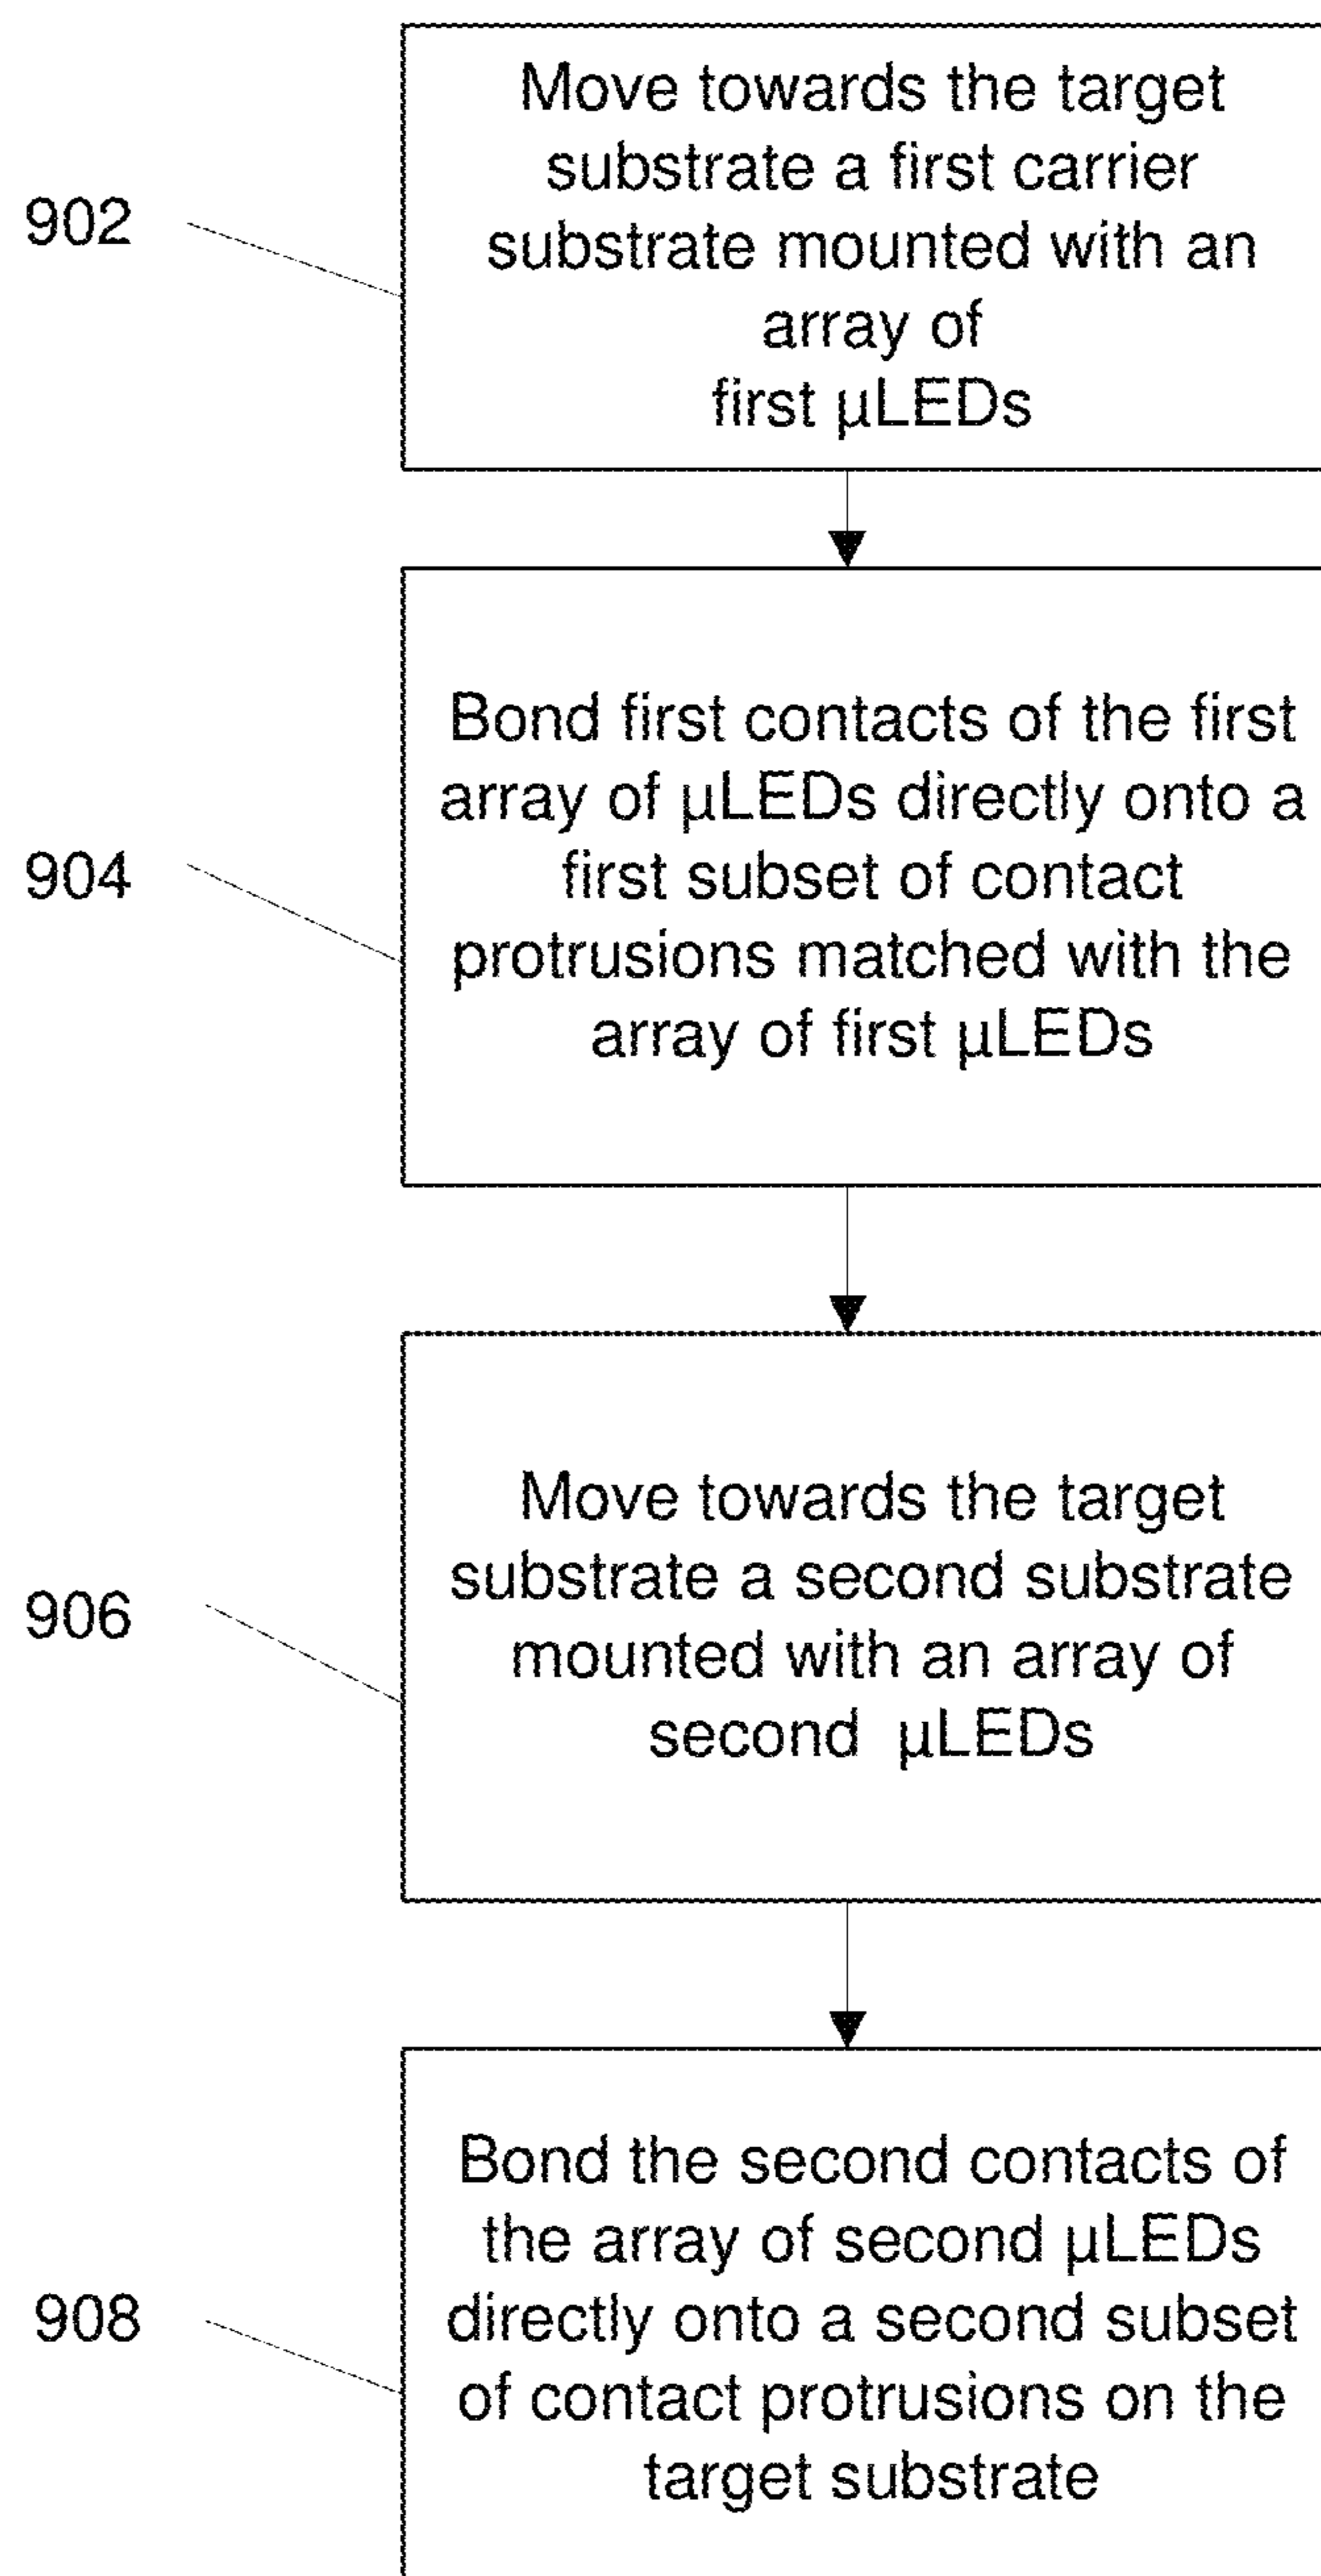 902
Move towards the target
substrate a first carrier
substrate mounted with an
array of
first µLEDs
904
Bond first contacts of the first
array of µLEDs directly onto a
first subset of contact
protrusions matched with the
array of first µLEDs
906
Move towards the target
substrate a second substrate
mounted with an array of
second µLEDs
908
Bond the second contacts of
the array of second µLEDs
directly onto a second subset
of contact protrusions on the
target substrate